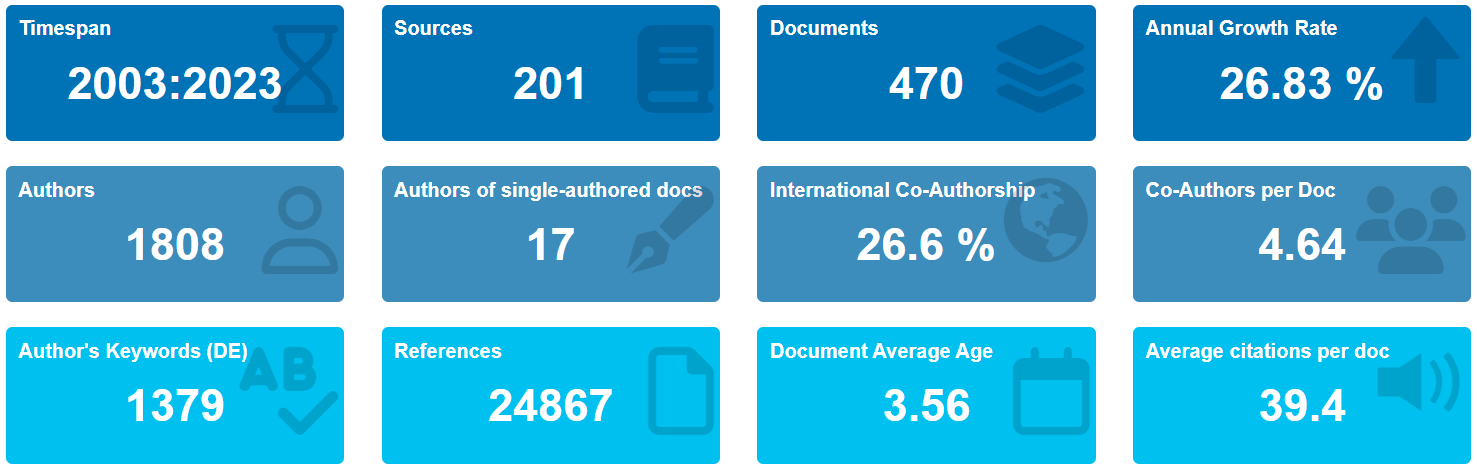 Timespan
2003:2023
Sources
201
Documents
470
Annual Growth Rate
26.83 %
Authors
1808
Authors of single-authored docs
17
International Co-Authorship
26.6 %
Co-Authors per Doc
4.64
Author's Keywords (DE)
1379
AB
References
24867
Document Average Age
3.56
Average citations per doc
39.4